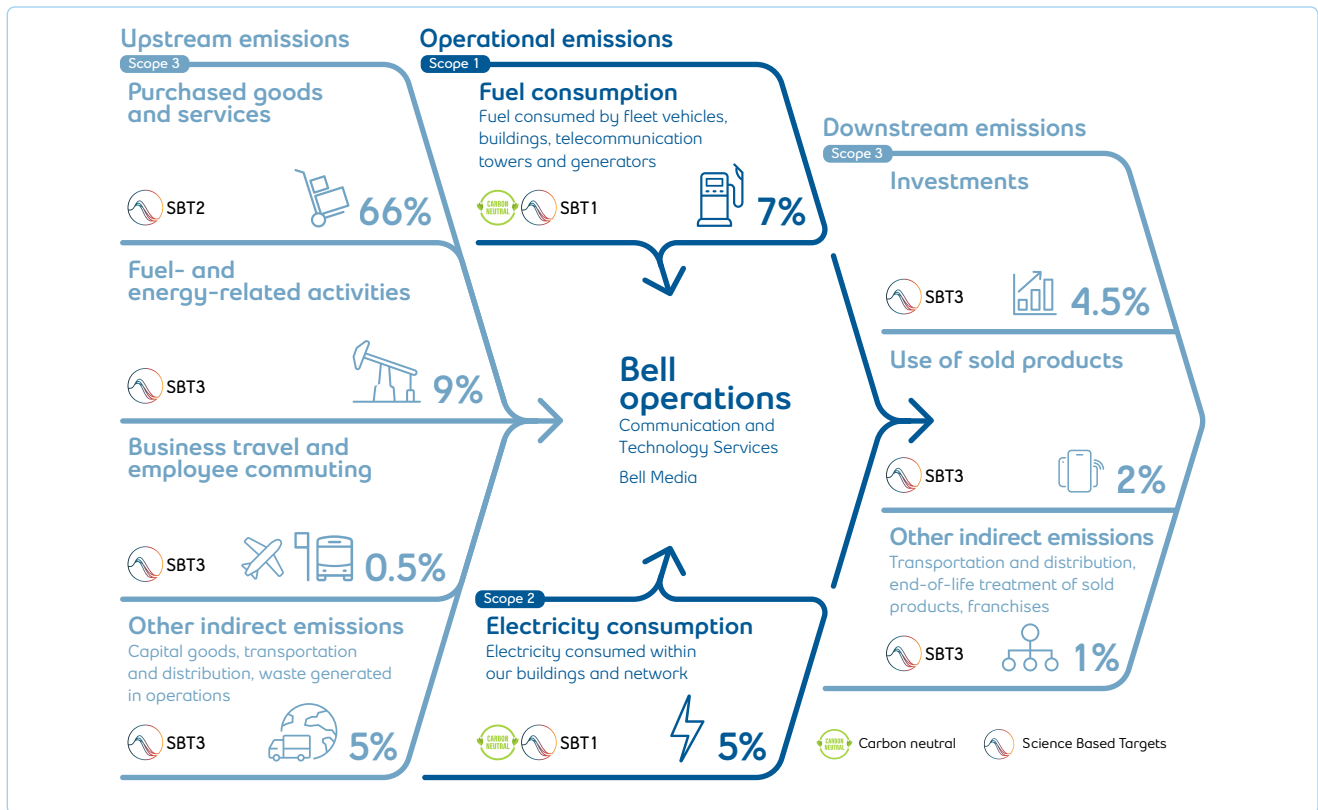 Upstream emissions
Scope 3
Purchased goods
and services
SBT2
66%
Fuel- and
energy-related activities
SBT3
9%
Business travel and
employee commuting
SBT3
0.5%
Other indirect emissions
Capital goods, transportation
and distribution, waste generated
in operations
SBT3
5%
Operational emissions
Scope 1
Fuel consumption
Fuel consumed by fleet vehicles,
buildings, telecommunication
towers and generators
CARBON
NEUTRAL
SBT1
7%
Bell
operations
Communication and
Technology Services
Bell Media
Scope 2
Electricity consumption
Electricity consumed within
our buildings and network
CARBON
NEUTRAL
SBT1
5%
Downstream emissions
Scope 3
Investments
SBT3
4.5%
Use of sold products
SBT3
2%
Other indirect emissions
Transportation and distribution,
end-of-life treatment of sold
products, franchises
SBT3
1%
CARBON
NEUTRAL
Carbon neutral
Science Based Targets